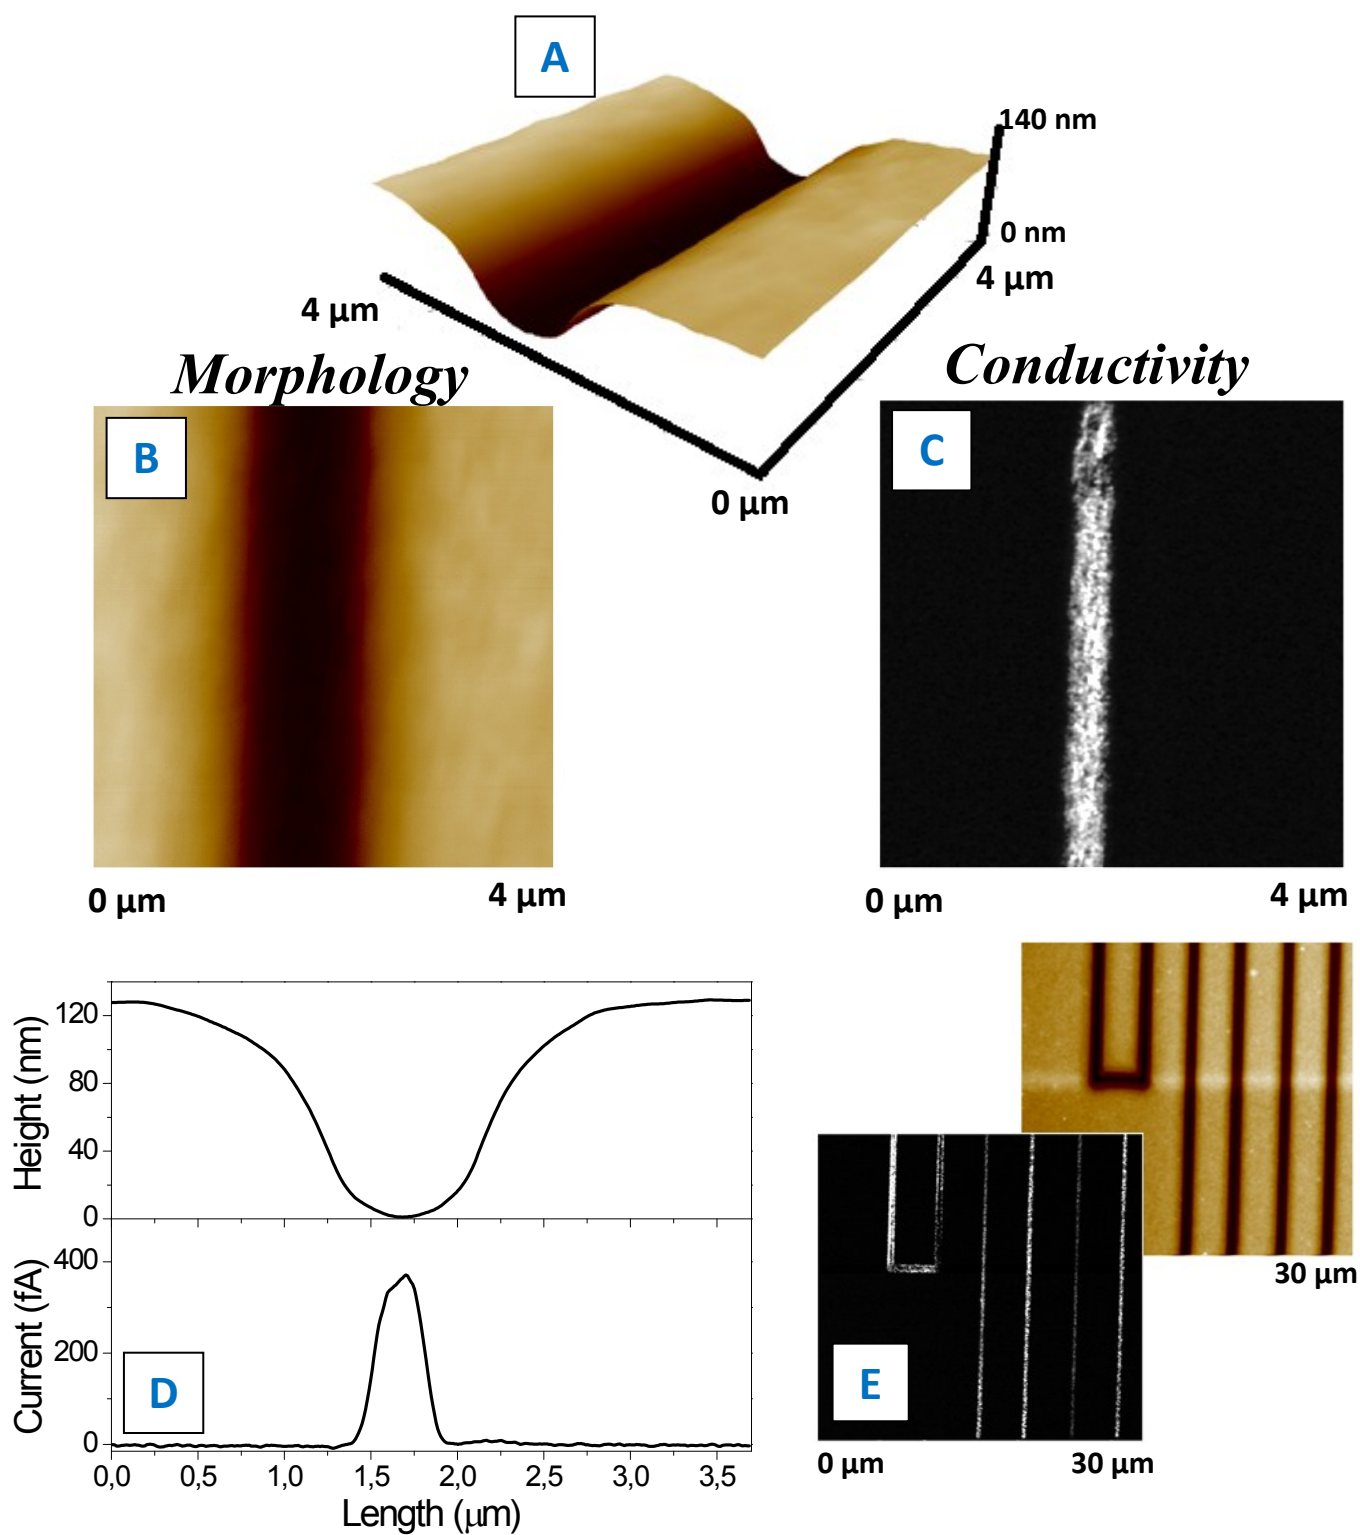 A
140 nm
0 nm
4 µm
4 µm
0 µm
Morphology
Conductivity
B
C
0 µm
4 µm
0 µm
4 µm
Height (nm)
120
80
40
0
Current (fA)
400
200
0
D
0,0
0,5
1,0
1,5
2,0
2,5
3,0
3,5
Length (µm)
30 µm
E
0 µm
30 µm